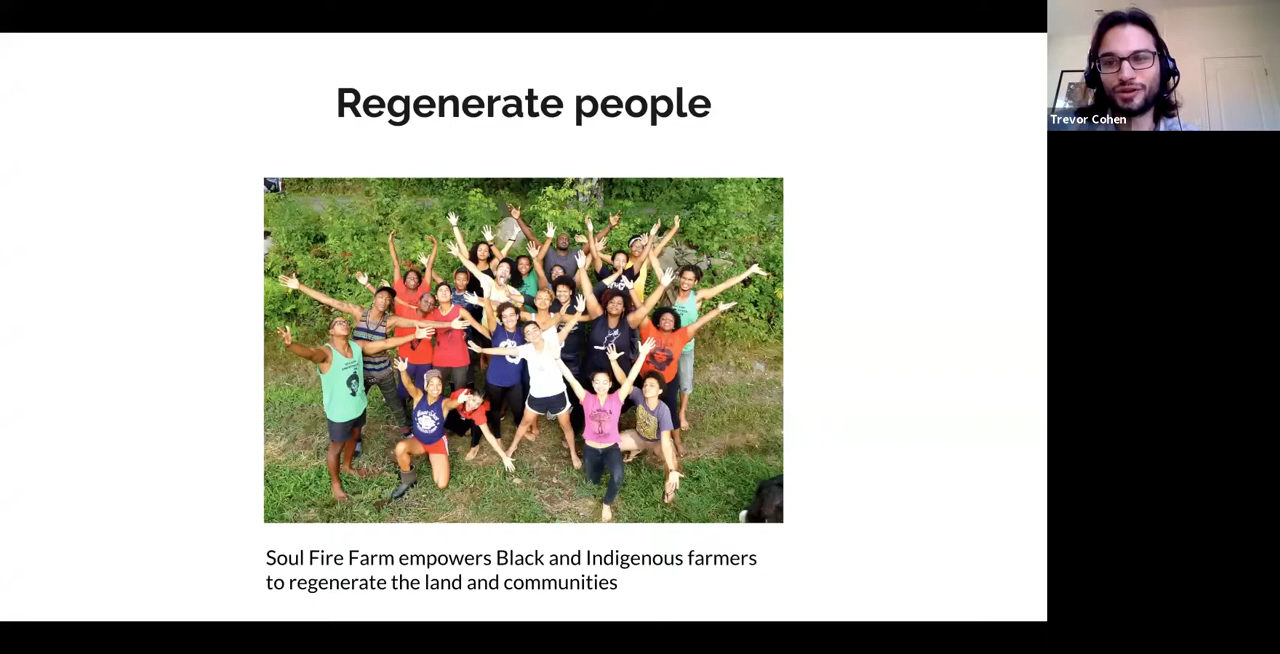 Regenerate people
Trevor Cohen
Soul Fire Farm empowers Black and Indigenous farmers
to regenerate the land and communities